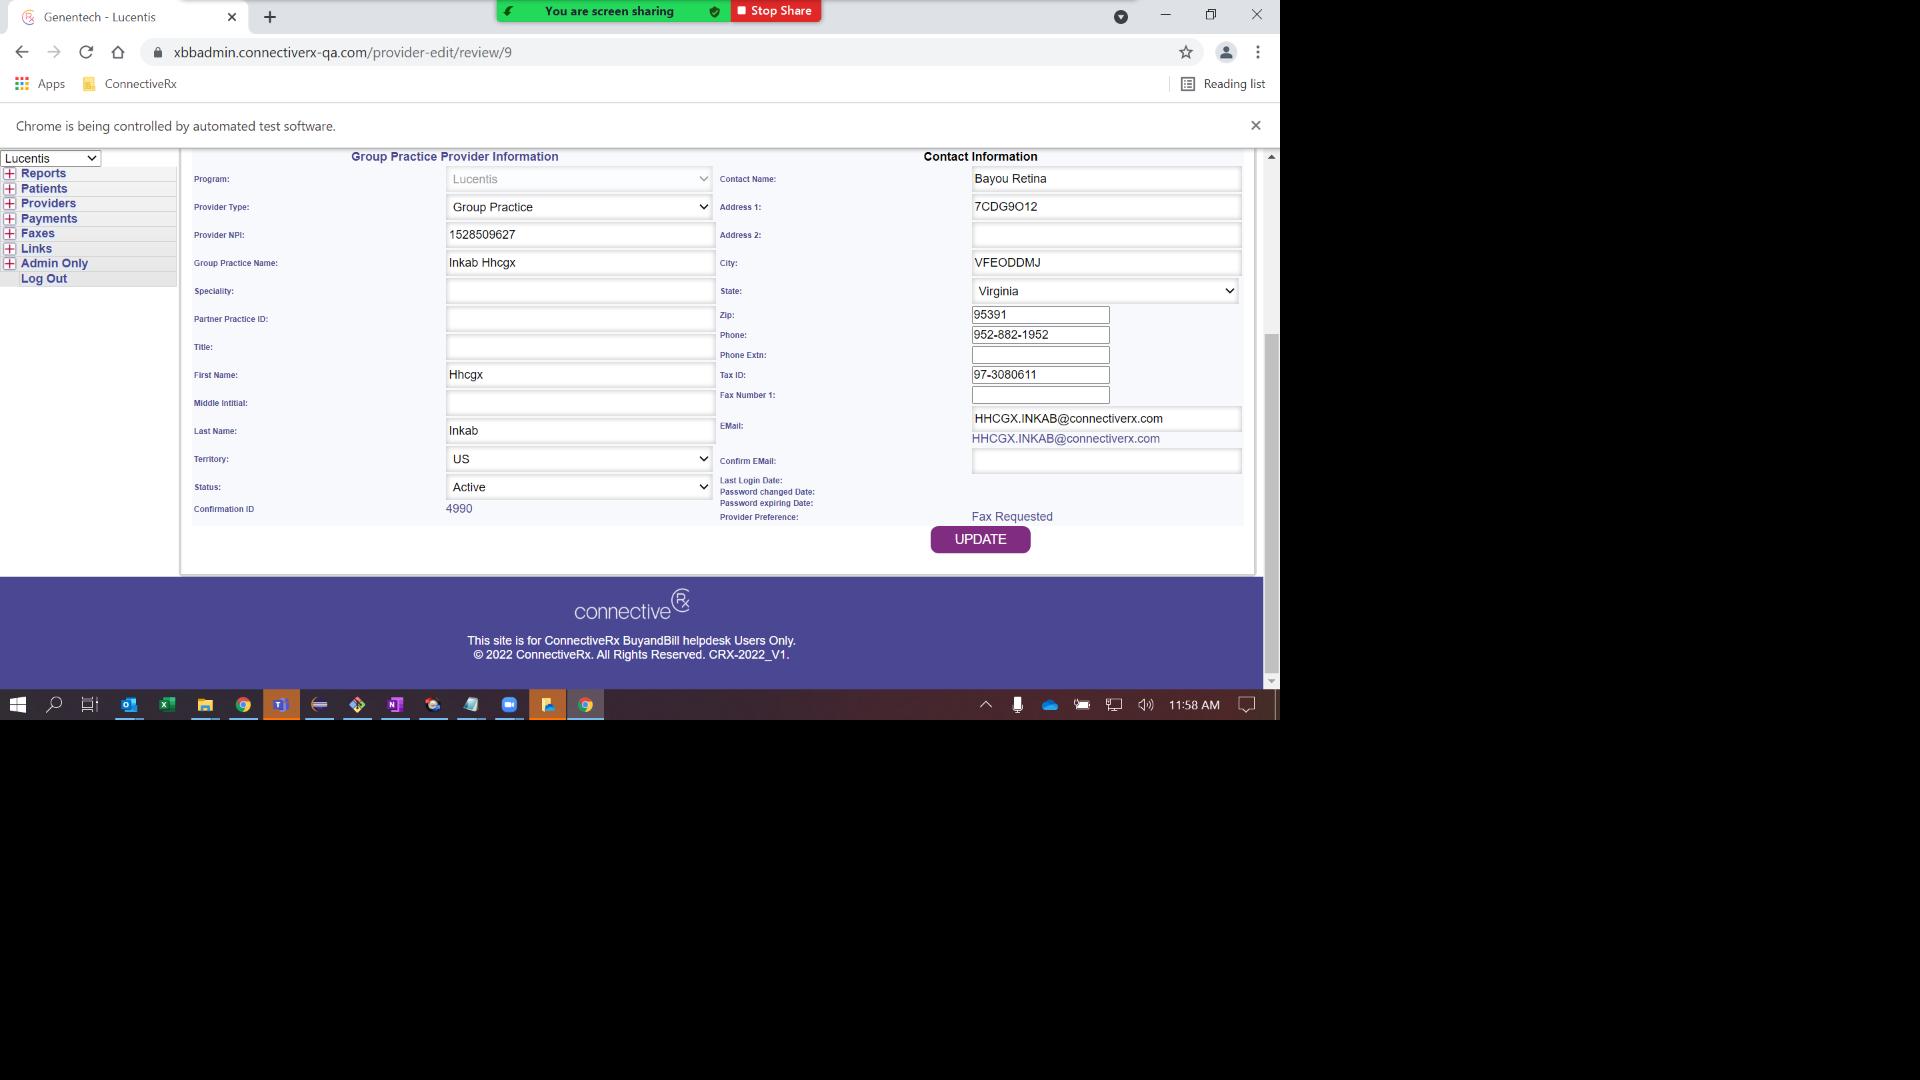 Genentech - Lucentis
You are screen sharing
Stop Share
xbbadmin.connectiverx-qa.com/provider-edit/review/9
Apps
ConnectiveRx
Reading list
Chrome is being controlled by automated test software.
Lucentis
Reports
Patients
Providers
Payments
Faxes
Links
Admin Only
Log Out
Group Practice Provider Information
Program: Lucentis
Provider Type: Group Practice
Provider NPI: 1528509627
Group Practice Name: Inkab Hhcgx
Speciality:
Partner Practice ID:
Title:
First Name: Hhcgx
Middle Intitial:
Last Name: Inkab
Territory: US
Status: Active
Confirmation ID 4990
Contact Information
Contact Name: Bayou Retina
Address 1: 7CDG9O12
Address 2:
City: VFEODDMJ
State: Virginia
Zip: 95391
Phone: 952-882-1952
Phone Extn:
Tax ID: 97-3080611
Fax Number 1:
EMail: HHCGX.INKAB@connectiverx.com
HHCGX.INKAB@connectiverx.com
Confirm EMail:
Last Login Date:
Password changed Date:
Password expiring Date:
Provider Preference: Fax Requested
UPDATE
connectiveRx
This site is for ConnectiveRx BuyandBill helpdesk Users Only.
© 2022 ConnectiveRx. All Rights Reserved. CRX-2022_V1.
11:58 AM